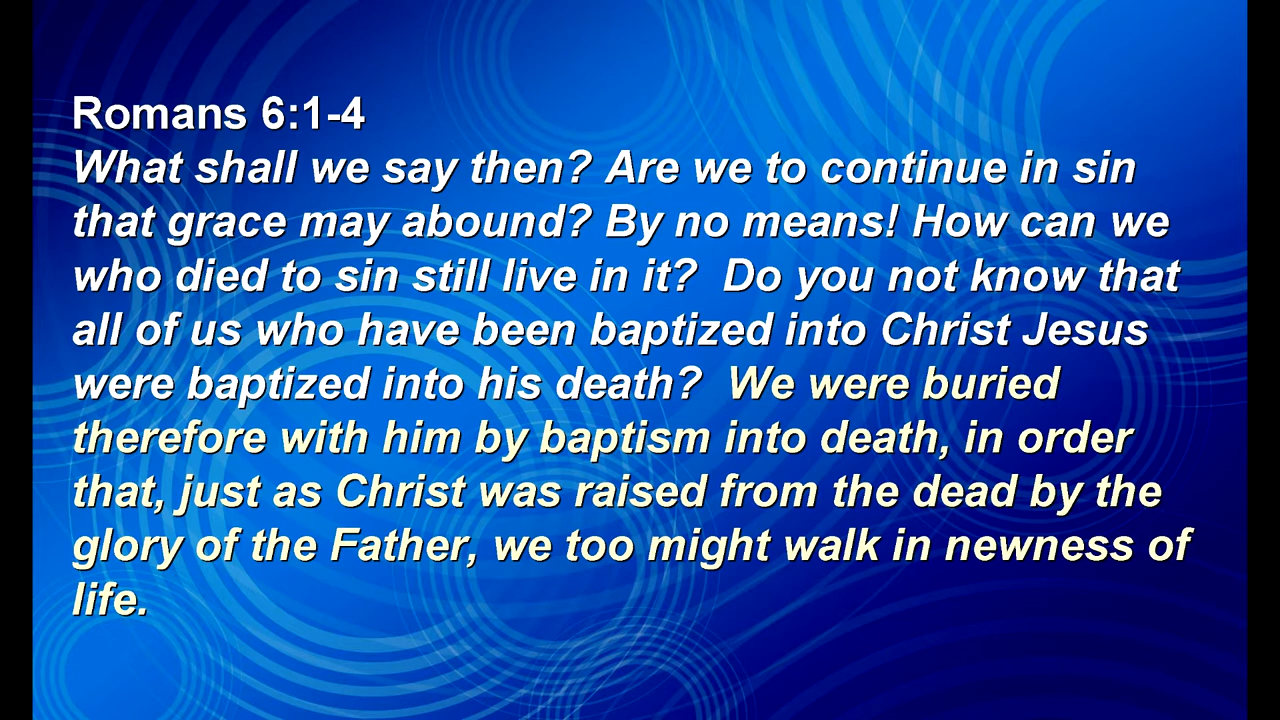 Romans 6:1-4
What shall we say then? Are we to continue in sin
that grace may abound? By no means! How can we
who died to sin still live in it?  Do you not know that
all of us who have been baptized into Christ Jesus
were baptized into his death?  We were buried
therefore with him by baptism into death, in order
that, just as Christ was raised from the dead by the
glory of the Father, we too might walk in newness of
life.